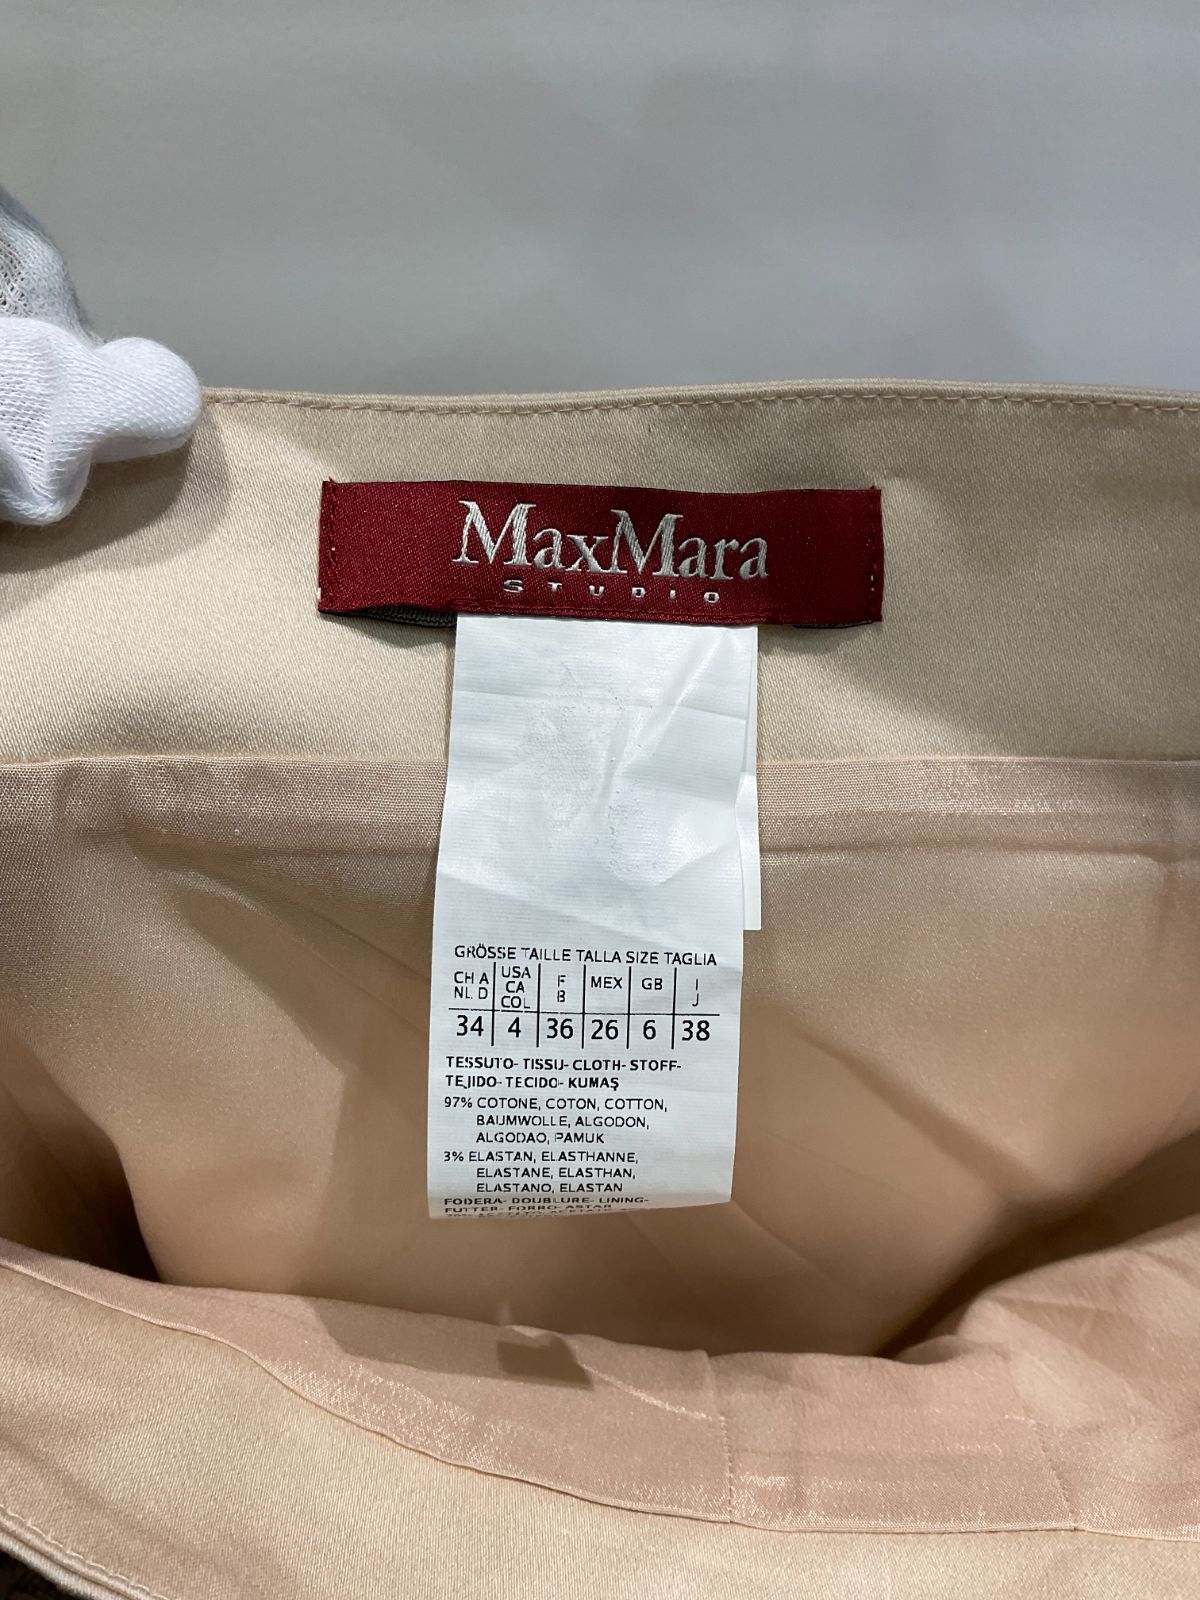 MaxMara
STUDIO
GRÖSSE TAILLE TALLA SIZE TAGLIA
CH A NL D USA CA COL F B MEX GB I J
34 4 36 26 6 38
TESSUTO- TISSU- CLOTH- STOFF-
TEJIDO- TECIDO- KUMAŞ
97% COTONE, COTON, COTTON,
BAUMWOLLE, ALGODON,
ALGODAO, PAMUK
3% ELASTAN, ELASTHANNE,
ELASTANE, ELASTHAN,
ELASTANO, ELASTAN
FODERA- DOUBLURE- LINING-
FUTTER- FORRO- ASTAR